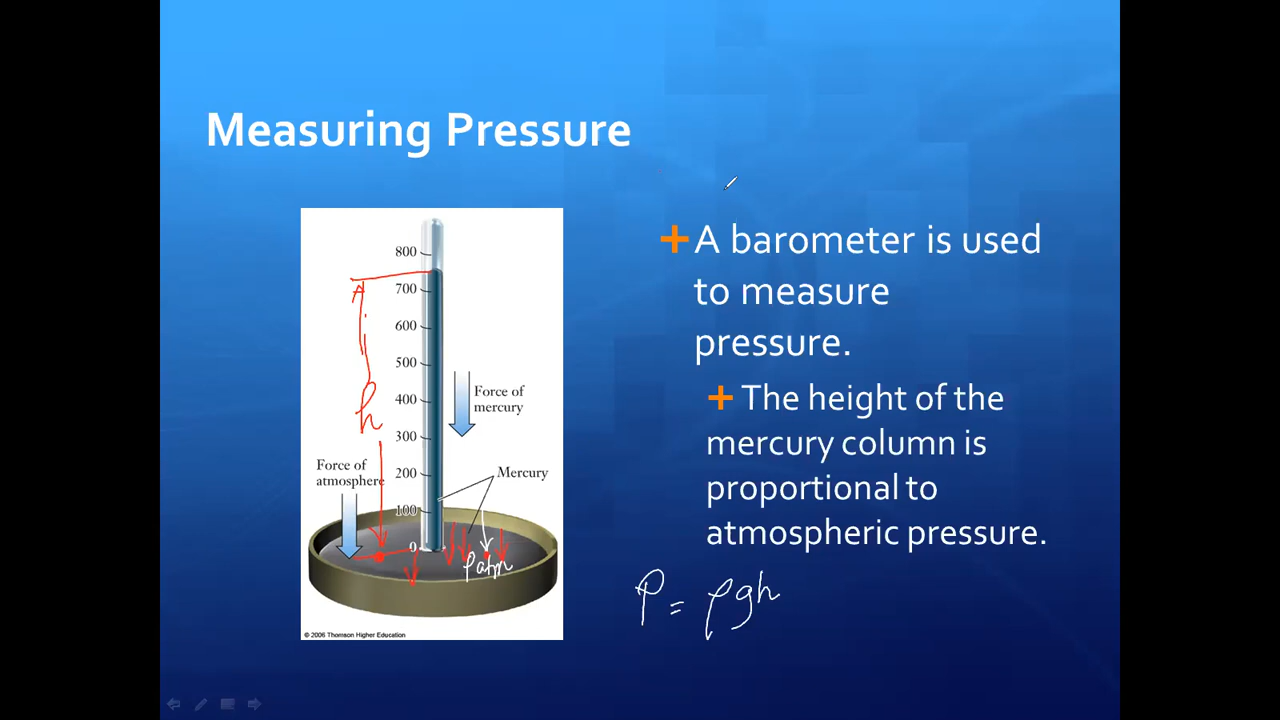 Measuring Pressure
800
700
600
500
400
300
200
100
0
h
Force of
mercury
Force of
atmosphere
Mercury
Patm
© 2006 Thomson Higher Education
A barometer is used
to measure
pressure.
The height of the
mercury column is
proportional to
atmospheric pressure.
P = ρgh